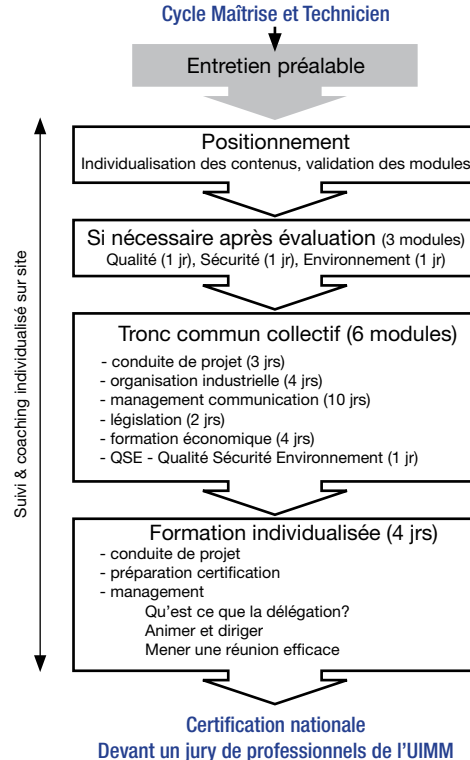 Cycle Maîtrise et Technicien
Entretien préalable
Positionnement
Individualisation des contenus, validation des modules
Si nécessaire après évaluation (3 modules)
Qualité (1 jr), Sécurité (1 jr), Environnement (1 jr)
Tronc commun collectif (6 modules)
- conduite de projet (3 jrs)
- organisation industrielle (4 jrs)
- management communication (10 jrs)
- législation (2 jrs)
- formation économique (4 jrs)
- QSE - Qualité Sécurité Environnement (1 jr)
Formation individualisée (4 jrs)
- conduite de projet
- préparation certification
- management
Qu'est ce que la délégation?
Animer et diriger
Mener une réunion efficace
Suivi & coaching individualisé sur site
Certification nationale
Devant un jury de professionnels de l'UIMM